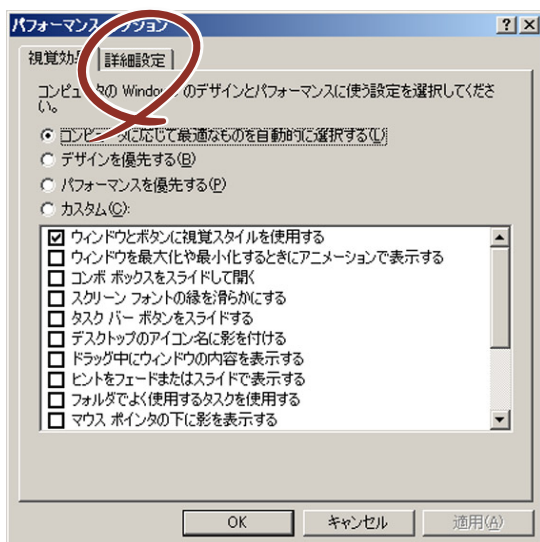 パフォーマンス オプション
視覚効果 詳細設定
コンピュータの Windows のデザインとパフォーマンスに使う設定を選択してくださ
い。
コンピュータに応じて最適なものを自動的に選択する(L)
デザインを優先する(B)
パフォーマンスを優先する(P)
カスタム(C):
ウィンドウとボタンに視覚スタイルを使用する
ウィンドウを最大化や最小化するときにアニメーションで表示する
コンボ ボックスをスライドして開く
スクリーン フォントの縁を滑らかにする
タスク バー ボタンをスライドする
デスクトップのアイコン名に影を付ける
ドラッグ中にウィンドウの内容を表示する
ヒントをフェードまたはスライドで表示する
フォルダでよく使用するタスクを使用する
マウス ポインタの下に影を表示する
OK キャンセル 適用(A)